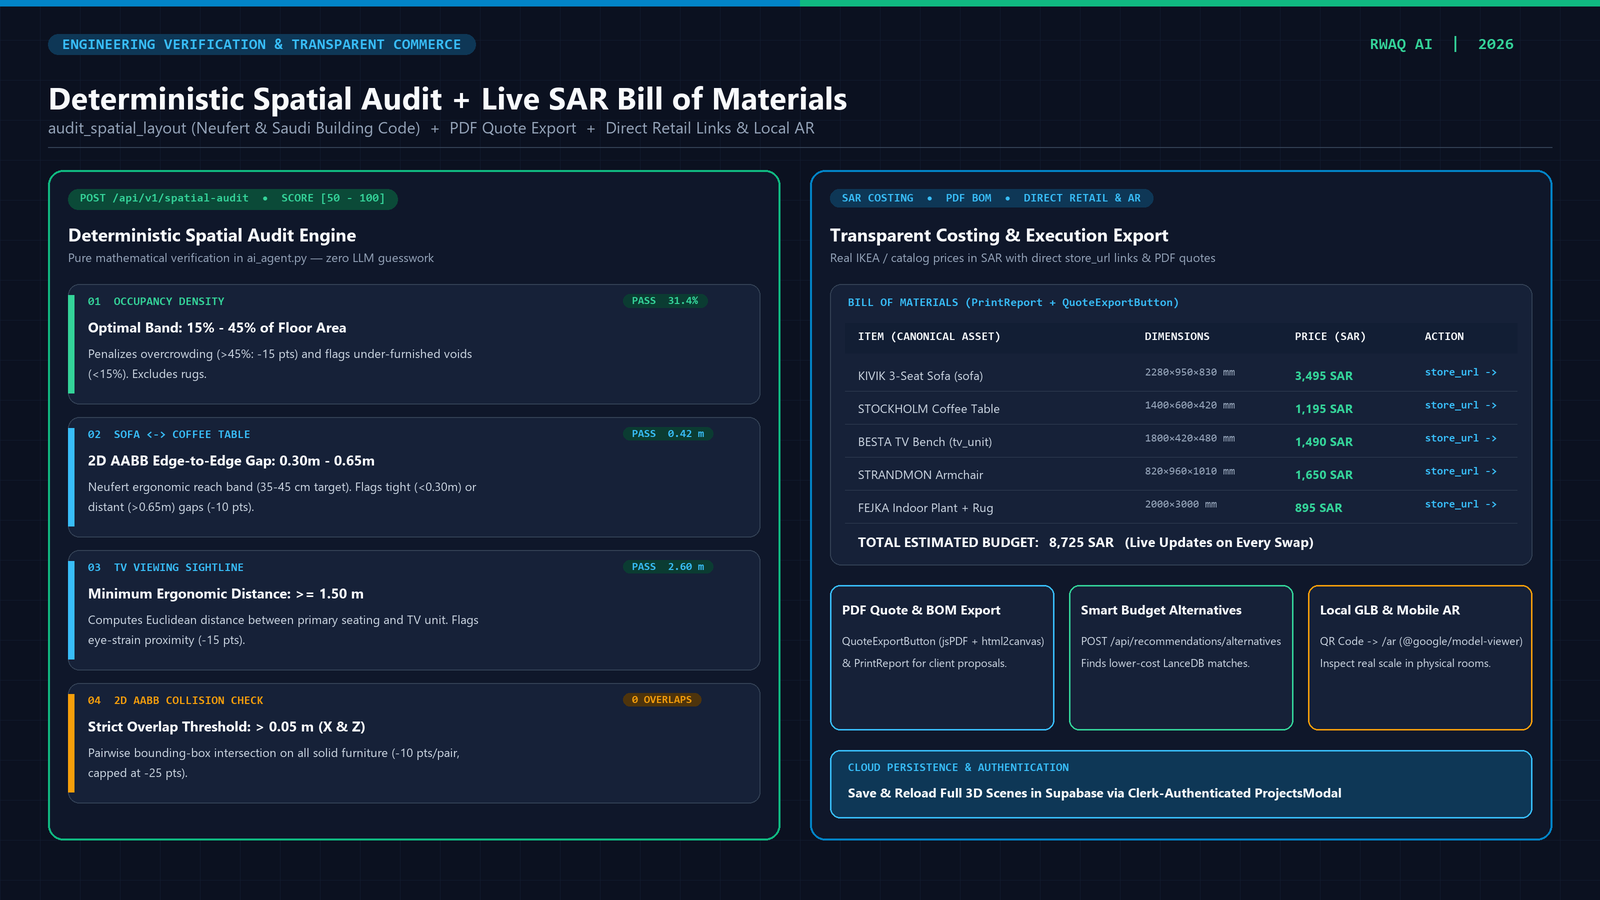 ENGINEERING VERIFICATION & TRANSPARENT COMMERCE
RWAQ AI | 2026
Deterministic Spatial Audit + Live SAR Bill of Materials
audit_spatial_layout (Neufert & Saudi Building Code) + PDF Quote Export + Direct Retail Links & Local AR
POST /api/v1/spatial-audit • SCORE [50 - 100]
Deterministic Spatial Audit Engine
Pure mathematical verification in ai_agent.py — zero LLM guesswork
01 OCCUPANCY DENSITY
PASS 31.4%
Optimal Band: 15% - 45% of Floor Area
Penalizes overcrowding (>45%: -15 pts) and flags under-furnished voids
(<15%). Excludes rugs.
02 SOFA <-> COFFEE TABLE
PASS 0.42 m
2D AABB Edge-to-Edge Gap: 0.30m - 0.65m
Neufert ergonomic reach band (35-45 cm target). Flags tight (<0.30m) or
distant (>0.65m) gaps (-10 pts).
03 TV VIEWING SIGHTLINE
PASS 2.60 m
Minimum Ergonomic Distance: >= 1.50 m
Computes Euclidean distance between primary seating and TV unit. Flags
eye-strain proximity (-15 pts).
04 2D AABB COLLISION CHECK
0 OVERLAPS
Strict Overlap Threshold: > 0.05 m (X & Z)
Pairwise bounding-box intersection on all solid furniture (-10 pts/pair,
capped at -25 pts).
SAR COSTING • PDF BOM • DIRECT RETAIL & AR
Transparent Costing & Execution Export
Real IKEA / catalog prices in SAR with direct store_url links & PDF quotes
BILL OF MATERIALS (PrintReport + QuoteExportButton)
ITEM (CANONICAL ASSET) DIMENSIONS PRICE (SAR) ACTION
KIVIK 3-Seat Sofa (sofa) 2280×950×830 mm 3,495 SAR store_url ->
STOCKHOLM Coffee Table 1400×600×420 mm 1,195 SAR store_url ->
BESTA TV Bench (tv_unit) 1800×420×480 mm 1,490 SAR store_url ->
STRANDMON Armchair 820×960×1010 mm 1,650 SAR store_url ->
FEJKA Indoor Plant + Rug 2000×3000 mm 895 SAR store_url ->
TOTAL ESTIMATED BUDGET: 8,725 SAR (Live Updates on Every Swap)
PDF Quote & BOM Export
QuoteExportButton (jsPDF + html2canvas)
& PrintReport for client proposals.
Smart Budget Alternatives
POST /api/recommendations/alternatives
Finds lower-cost LanceDB matches.
Local GLB & Mobile AR
QR Code -> /ar (@google/model-viewer)
Inspect real scale in physical rooms.
CLOUD PERSISTENCE & AUTHENTICATION
Save & Reload Full 3D Scenes in Supabase via Clerk-Authenticated ProjectsModal